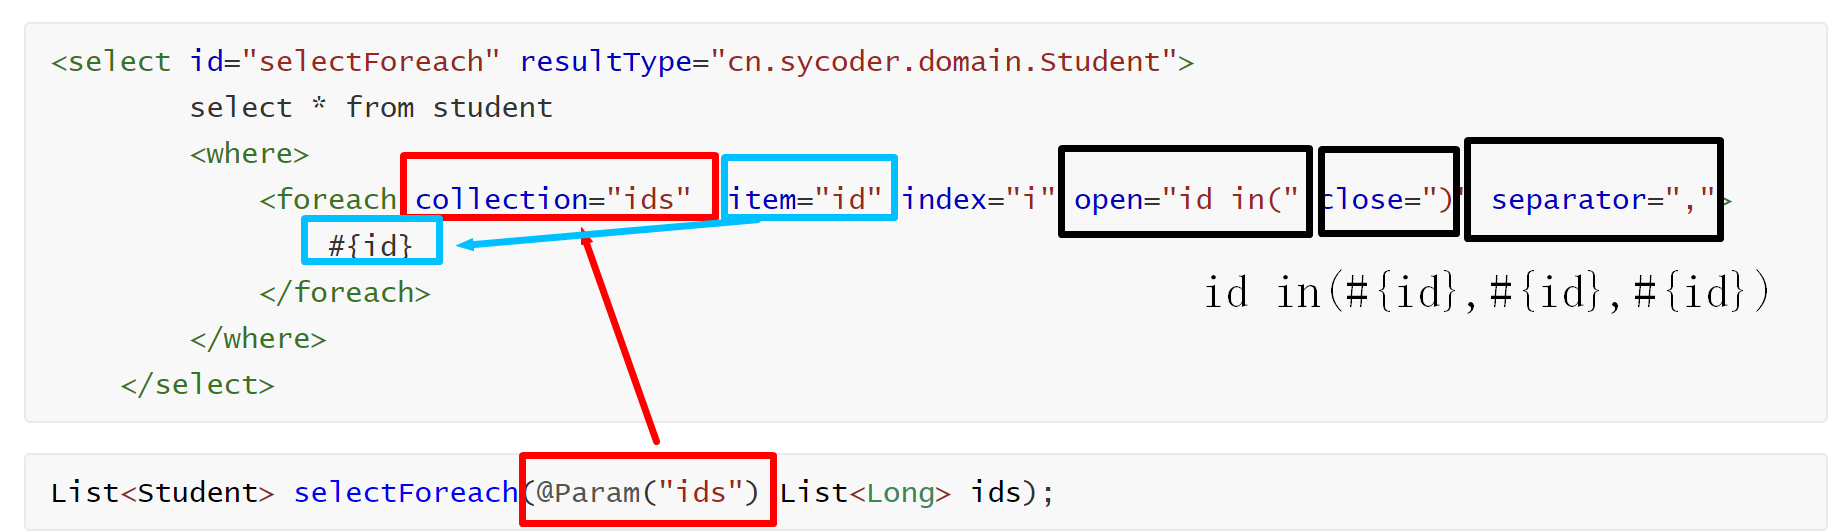 <select id="selectForeach" resultType="cn.sycoder.domain.Student">
select * from student
<where>
<foreach collection="ids" item="id" index="i" open="id in(" close=")" separator=",">
#{id}
</foreach>
id in(#{id},#{id},#{id})
</where>
</select>
List<Student> selectForeach(@Param("ids") List<Long> ids);